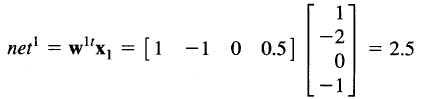 net¹ = w¹ᵗx₁ = [1 −1 0 0.5] [1 −2 0 −1] = 2.5